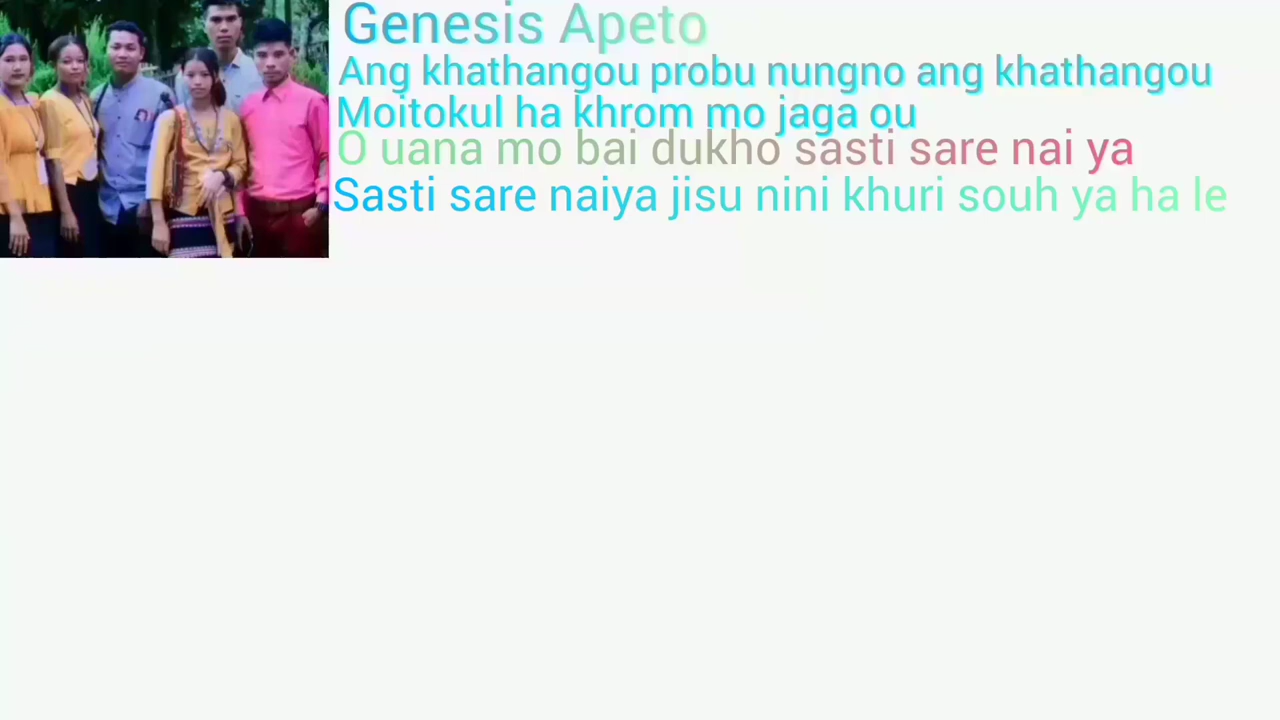 Genesis Apeto
Ang khathangou probu nungno ang khathangou
Moitokul ha khrom mo jaga ou
O uana mo bai dukho sasti sare nai ya
Sasti sare naiya jisu nini khuri souh ya ha le